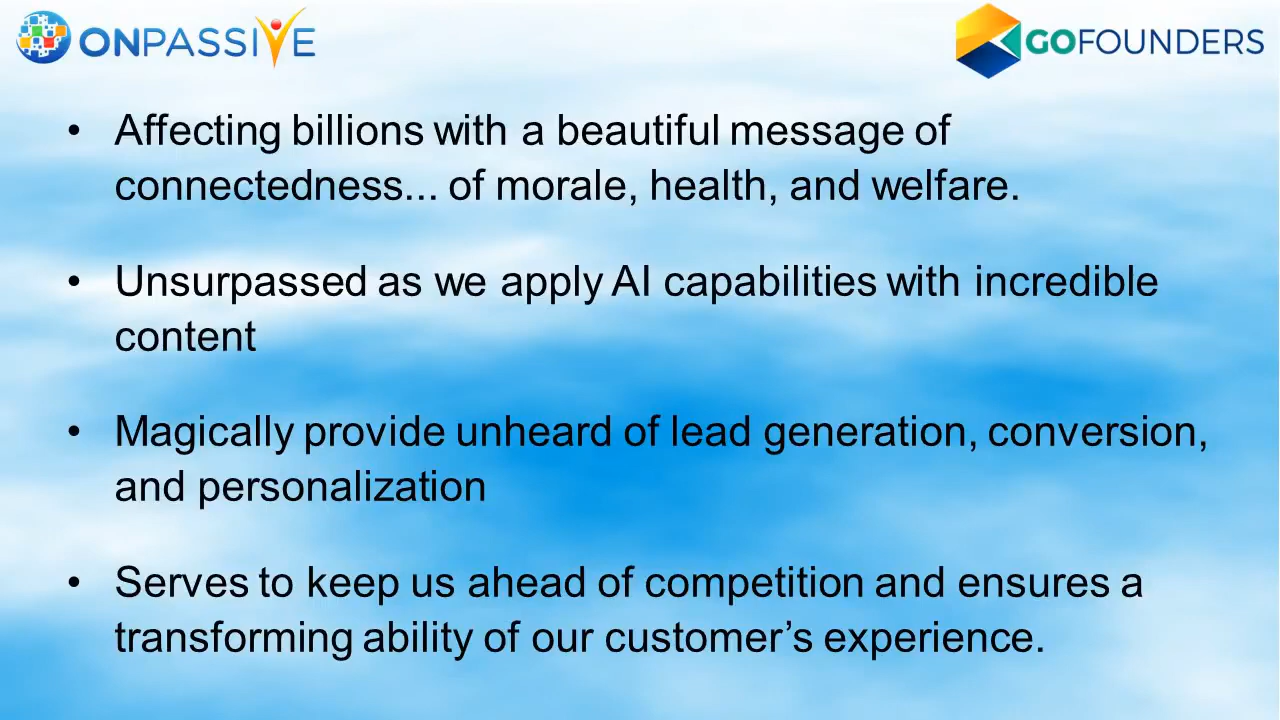 ONPASSIVE
GOFOUNDERS
• Affecting billions with a beautiful message of
connectedness... of morale, health, and welfare.
• Unsurpassed as we apply AI capabilities with incredible
content
• Magically provide unheard of lead generation, conversion,
and personalization
• Serves to keep us ahead of competition and ensures a
transforming ability of our customer’s experience.